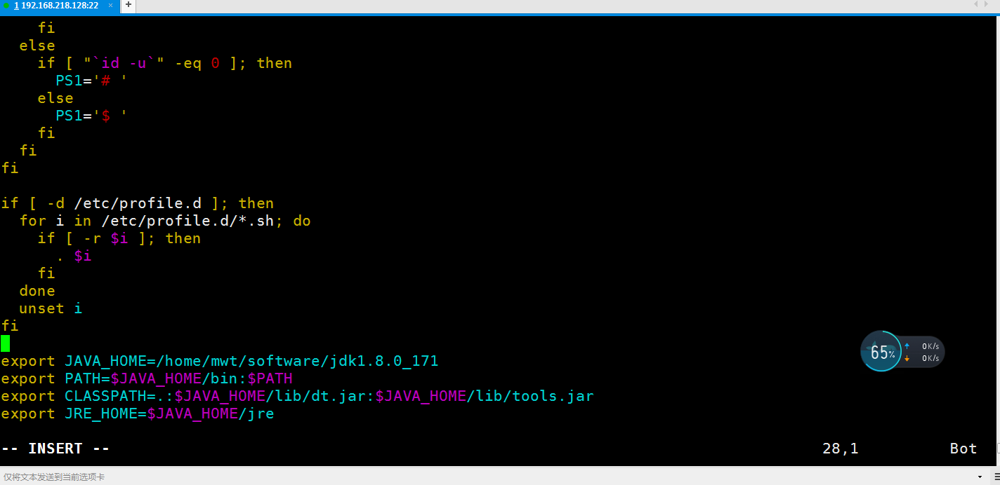 1 192.168.218.128:22 × +
    fi
  else
    if [ "`id -u`" -eq 0 ]; then
      PS1='# '
    else
      PS1='$ '
    fi
  fi
fi

if [ -d /etc/profile.d ]; then
  for i in /etc/profile.d/*.sh; do
    if [ -r $i ]; then
      . $i
    fi
  done
  unset i
fi
65%
0K/s
0K/s
export JAVA_HOME=/home/mwt/software/jdk1.8.0_171
export PATH=$JAVA_HOME/bin:$PATH
export CLASSPATH=.:$JAVA_HOME/lib/dt.jar:$JAVA_HOME/lib/tools.jar
export JRE_HOME=$JAVA_HOME/jre
-- INSERT -- 28,1 Bot
仅将文本发送到当前选项卡